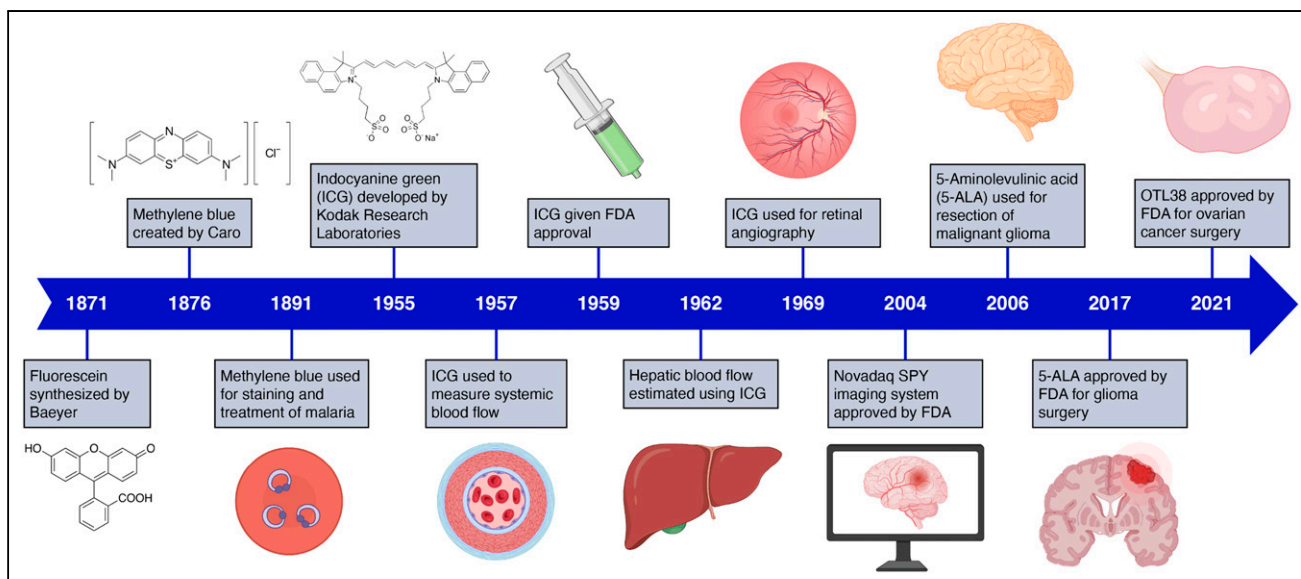 N
N
S+
N
Cl−
N+
N
S
O
O
O-
S
O
O
O- Na+
Methylene blue
created by Caro
Indocyanine green
(ICG) developed by
Kodak Research
Laboratories
ICG given FDA
approval
ICG used for retinal
angiography
5-Aminolevulinic acid
(5-ALA) used for
resection of
malignant glioma
OTL38 approved by
FDA for ovarian
cancer surgery
1871 1876 1891 1955 1957 1959 1962 1969 2004 2006 2017 2021
Fluorescein
synthesized by
Baeyer
Methylene blue used
for staining and
treatment of malaria
ICG used to
measure systemic
blood flow
Hepatic blood flow
estimated using ICG
Novadaq SPY
imaging system
approved by FDA
5-ALA approved by
FDA for glioma
surgery
HO O O
COOH